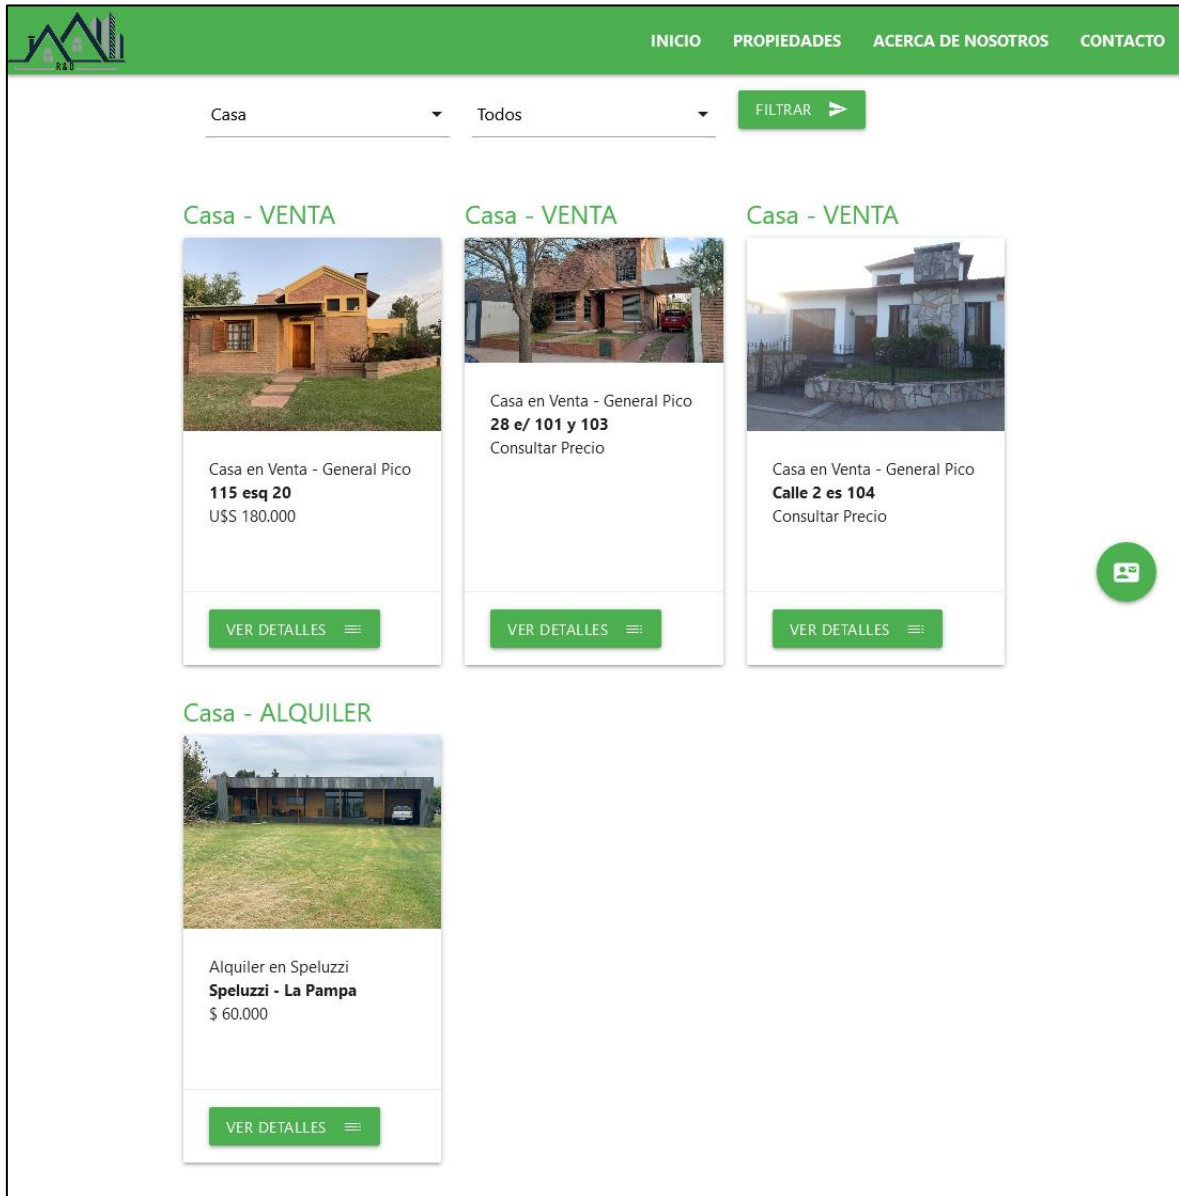 R & D
INICIO PROPIEDADES ACERCA DE NOSOTROS CONTACTO
Casa Todos FILTRAR
Casa - VENTA
Casa en Venta - General Pico
115 esq 20
U$S 180.000
VER DETALLES
Casa - VENTA
Casa en Venta - General Pico
28 e/ 101 y 103
Consultar Precio
VER DETALLES
Casa - VENTA
Casa en Venta - General Pico
Calle 2 es 104
Consultar Precio
VER DETALLES
Casa - ALQUILER
Alquiler en Speluzzi
Speluzzi - La Pampa
$ 60.000
VER DETALLES